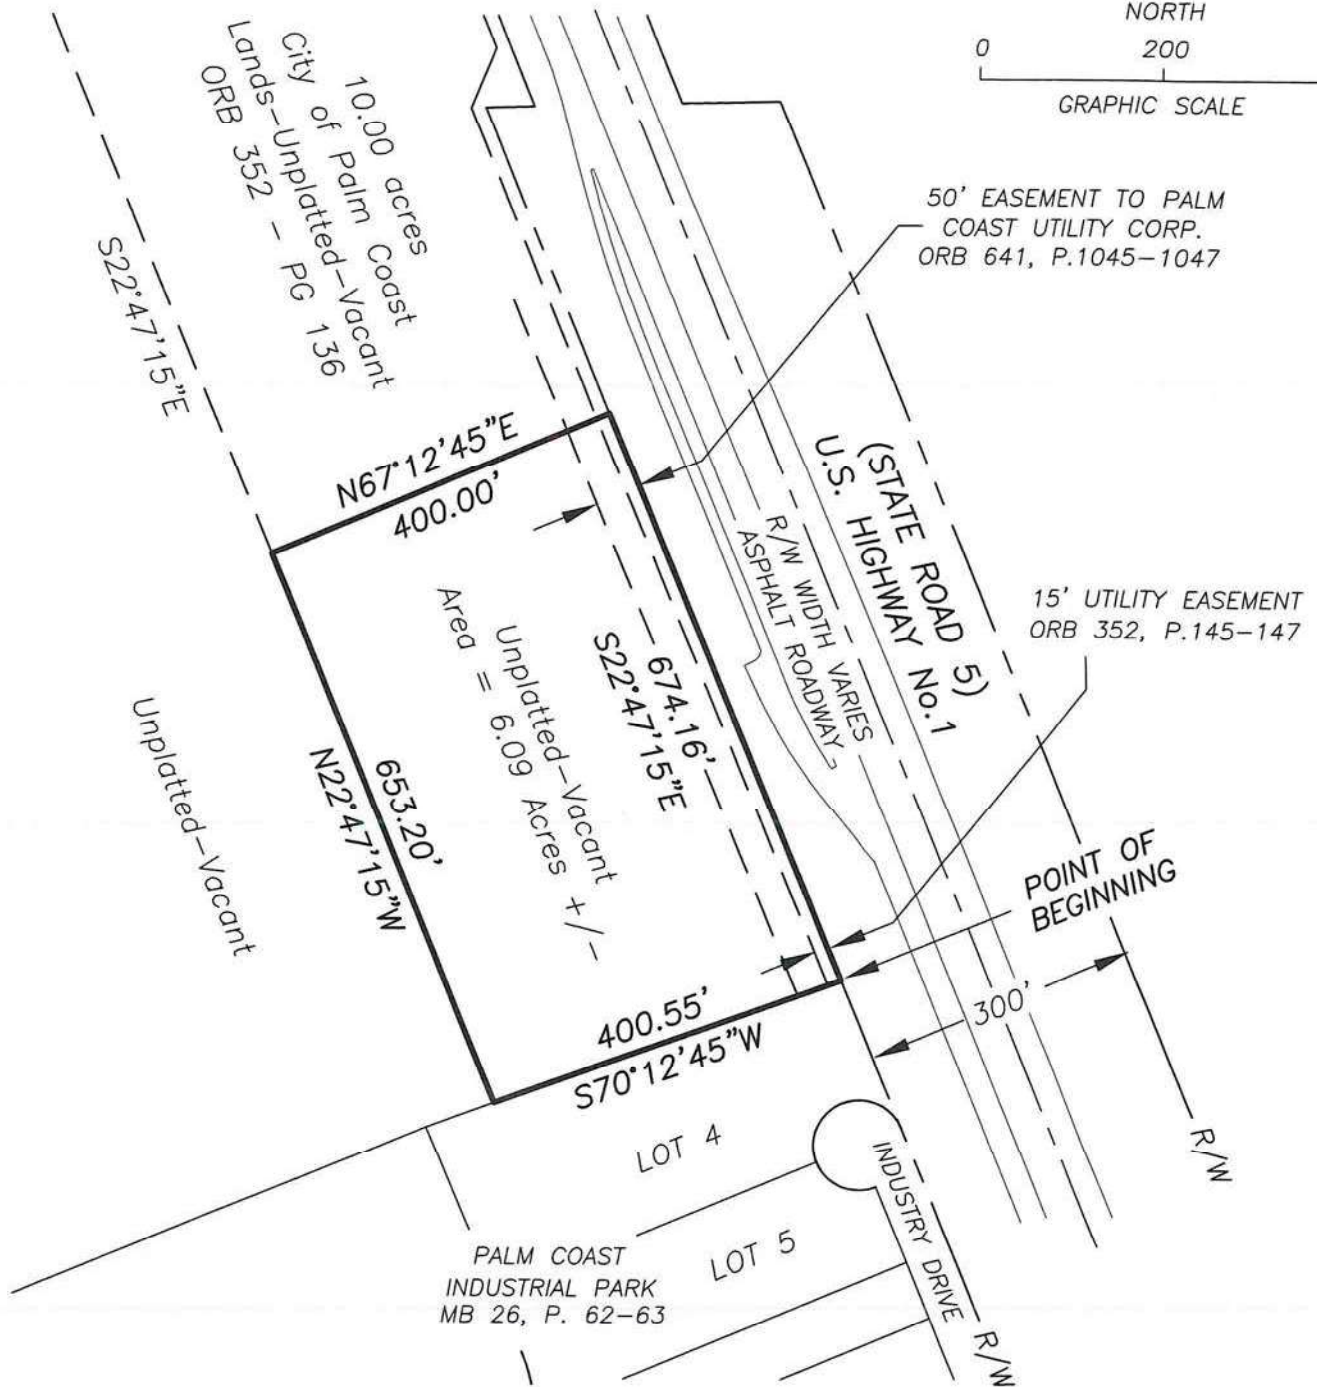 NORTH
0 200
GRAPHIC SCALE
10.00 acres
City of Palm Coast
Lands-Unplatted-Vacant
ORB 352 - PG 136
50' EASEMENT TO PALM
COAST UTILITY CORP.
ORB 641, P.1045-1047
S22°47'15"E
N67°12'45"E
400.00'
(STATE ROAD 5)
U.S. HIGHWAY No.1
R/W WIDTH VARIES
ASPHALT ROADWAY
15' UTILITY EASEMENT
ORB 352, P.145-147
674.16'
S22°47'15"E
Unplatted-Vacant
Area = 6.09 Acres +/-
Unplatted-Vacant
653.20'
N22°47'15"W
POINT OF
BEGINNING
300'
400.55'
S70°12'45"W
R/W
LOT 4
INDUSTRY DRIVE
LOT 5
PALM COAST
INDUSTRIAL PARK
MB 26, P. 62-63
R/W